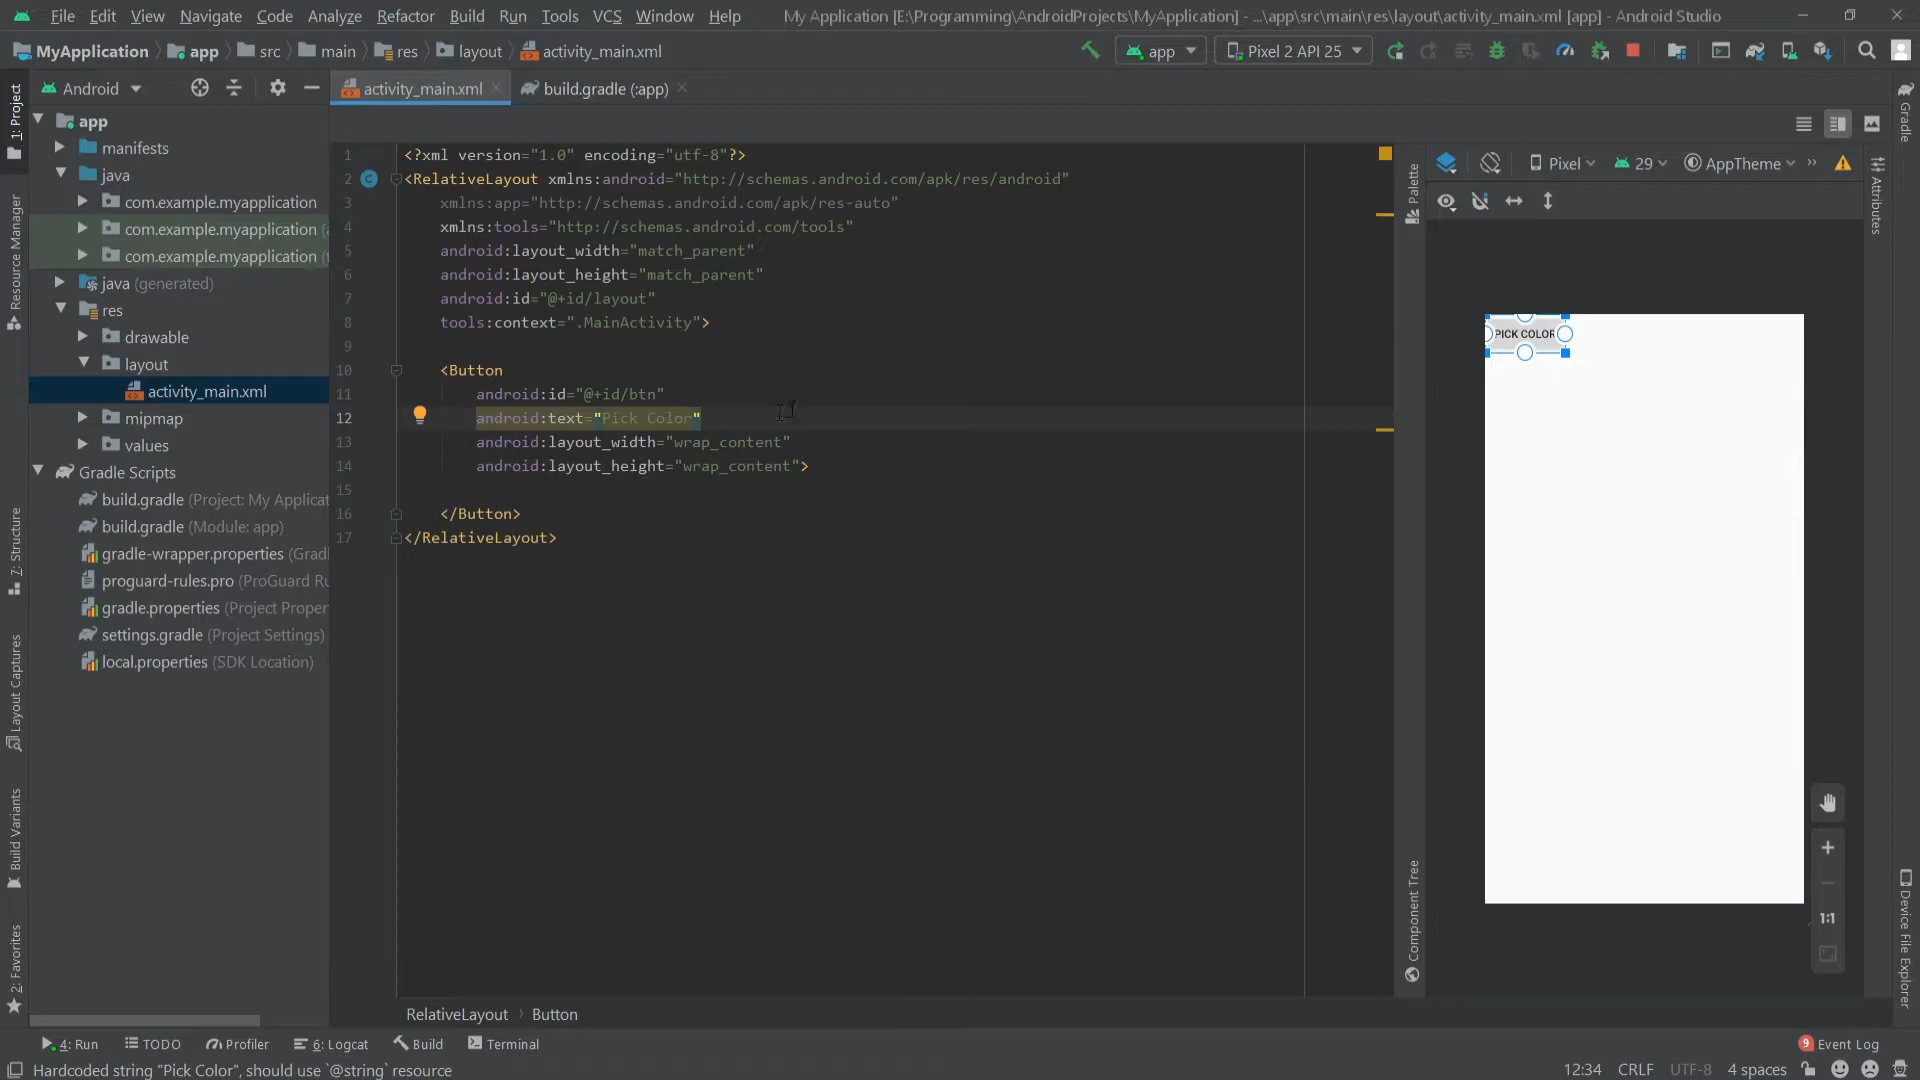 File Edit View Navigate Code Analyze Refactor Build Run Tools VCS Window Help My Application [E:\Programming\AndroidProjects\MyApplication] - ...\app\src\main\res\layout\activity_main.xml [app] - Android Studio
MyApplication app src main res layout activity_main.xml app Pixel 2 API 25
Android activity_main.xml build.gradle (:app)
1: Project
Resource Manager
7: Structure
Layout Captures
Build Variants
2: Favorites
app
manifests
java
com.example.myapplication
com.example.myapplication (
com.example.myapplication (
java (generated)
res
drawable
layout
activity_main.xml
mipmap
values
Gradle Scripts
build.gradle (Project: My Applicat
build.gradle (Module: app)
gradle-wrapper.properties (Grad
proguard-rules.pro (ProGuard Ru
gradle.properties (Project Proper
settings.gradle (Project Settings)
local.properties (SDK Location)
1 <?xml version="1.0" encoding="utf-8"?>
2 C <RelativeLayout xmlns:android="http://schemas.android.com/apk/res/android"
3 xmlns:app="http://schemas.android.com/apk/res-auto"
4 xmlns:tools="http://schemas.android.com/tools"
5 android:layout_width="match_parent"
6 android:layout_height="match_parent"
7 android:id="@+id/layout"
8 tools:context=".MainActivity">
9
10 <Button
11 android:id="@+id/btn"
12 android:text="Pick Color"
13 android:layout_width="wrap_content"
14 android:layout_height="wrap_content">
15
16 </Button>
17 </RelativeLayout>
Palette
Component Tree
Pixel 29 AppTheme
PICK COLOR
1:1
Gradle
Attributes
Device File Explorer
RelativeLayout › Button
4: Run TODO Profiler 6: Logcat Build Terminal 9 Event Log
Hardcoded string "Pick Color", should use `@string` resource 12:34 CRLF UTF-8 4 spaces